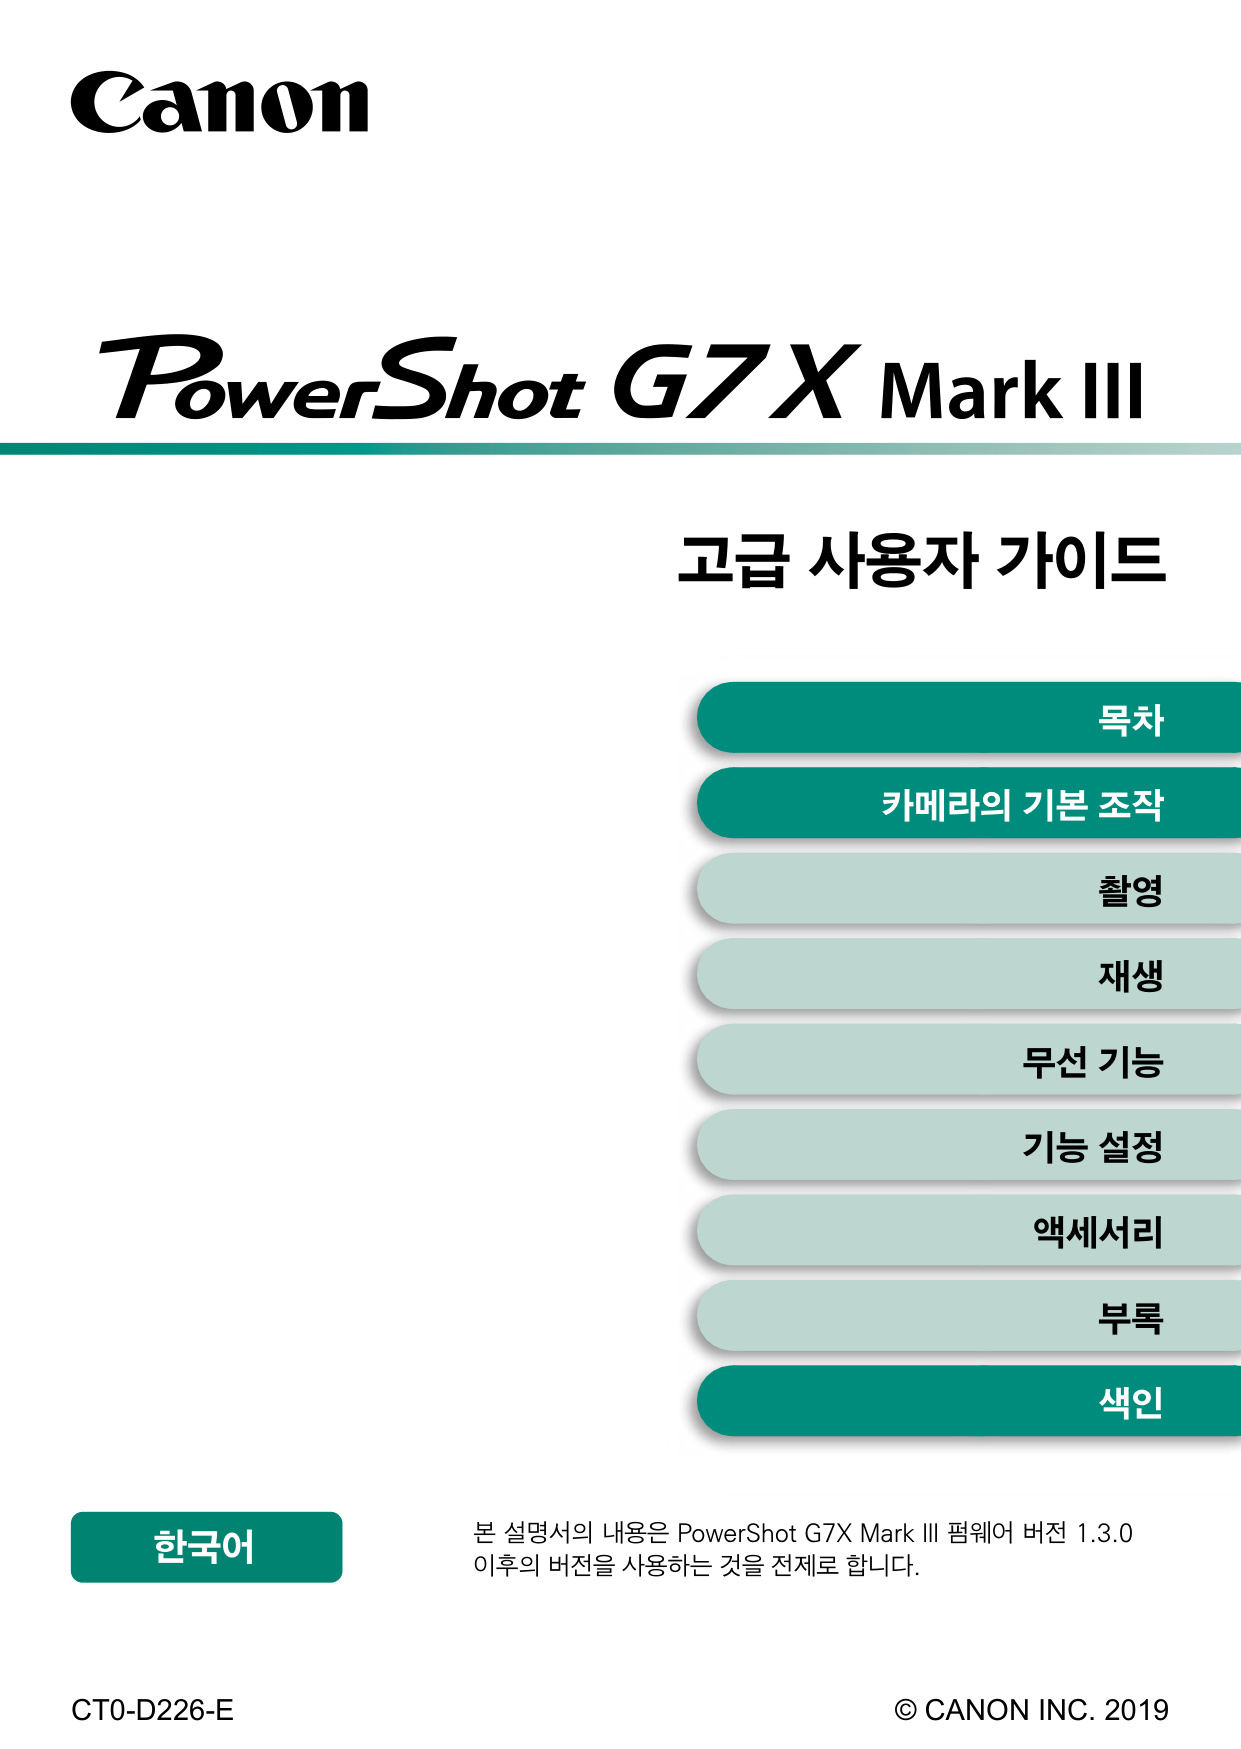 Canon
PowerShot G7 X Mark III
고급 사용자 가이드
목차
카메라의 기본 조작
촬영
재생
무선 기능
기능 설정
액세서리
부록
색인
한국어
본 설명서의 내용은 PowerShot G7X Mark III 펌웨어 버전 1.3.0
이후의 버전을 사용하는 것을 전제로 합니다.
CT0-D226-E
© CANON INC. 2019